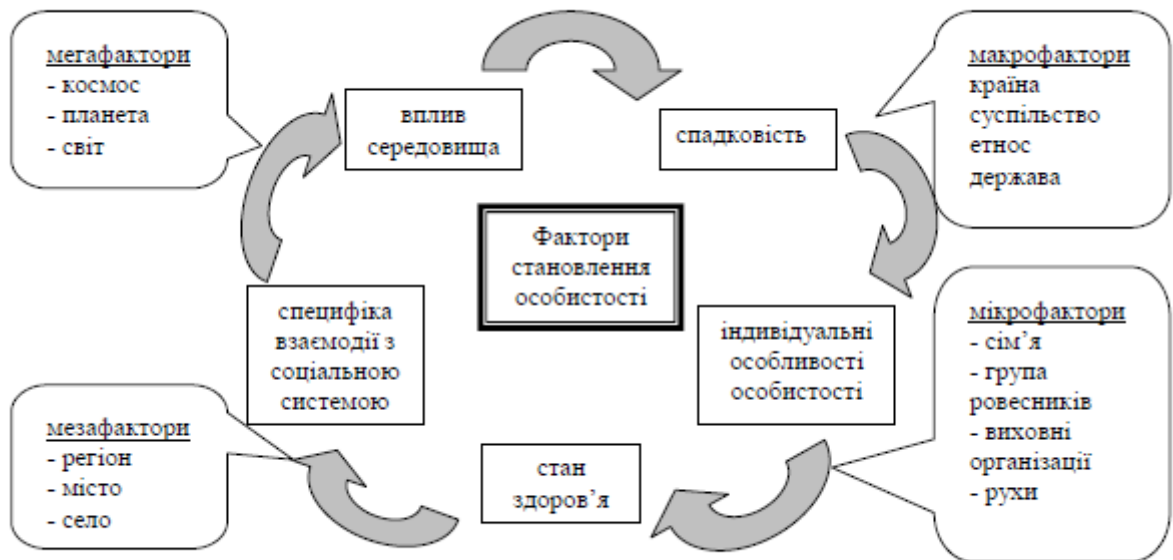 мегафактори
- космос
- планета
- світ
вплив
середовища
спадковість
макрофактори
країна
суспільство
етнос
держава
Фактори
становлення
особистості
специфіка
взаємодії з
соціальною
системою
індивідуальні
особливості
особистості
мікрофактори
- сім’я
- група
ровесників
- виховні
організації
- рухи
мезафактори
- регіон
- місто
- село
стан
здоров’я